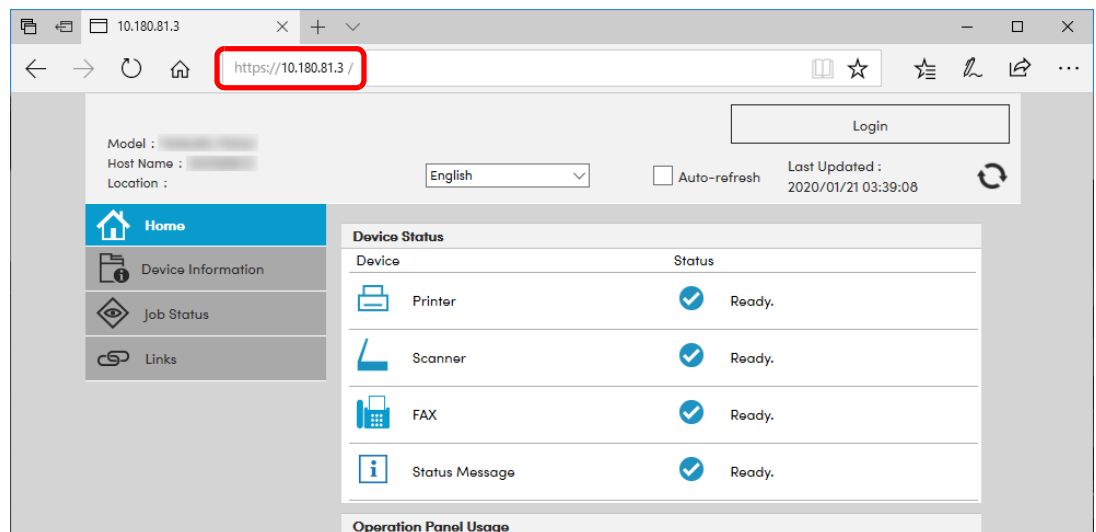 10.180.81.3
https://10.180.81.3 /
Login
Model :
Host Name :
Location :
English
Auto-refresh
Last Updated :
2020/01/21 03:39:08
Home
Device Information
Job Status
Links
Device Status
Device Status
Printer Ready.
Scanner Ready.
FAX Ready.
Status Message Ready.
Operation Panel Usage